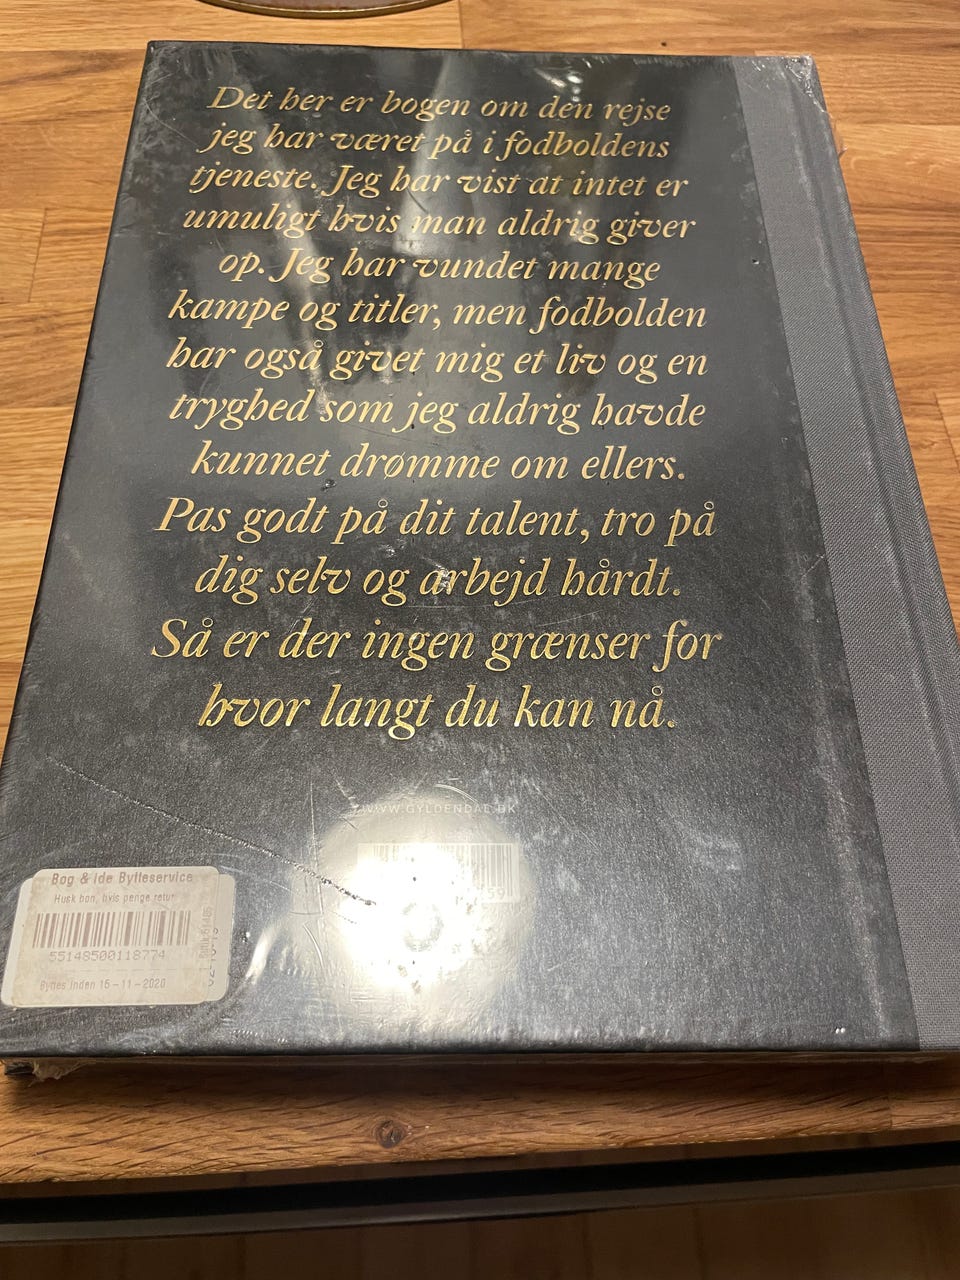 Det her er bogen om den rejse
jeg har været på i fodboldens
tjeneste. Jeg har vist at intet er
umuligt hvis man aldrig giver
op. Jeg har vundet mange
kampe og titler, men fodbolden
har også givet mig et liv og en
tryghed som jeg aldrig havde
kunnet drømme om ellers.
Pas godt på dit talent, tro på
dig selv og arbejd hårdt.
Så er der ingen grænser for
hvor langt du kan nå.
WWW.GYLDENDAL.DK
Bog & ide Bytteservice
Husk bon, hvis penge retur
55148500118774
Byttes inden 15-11-2020